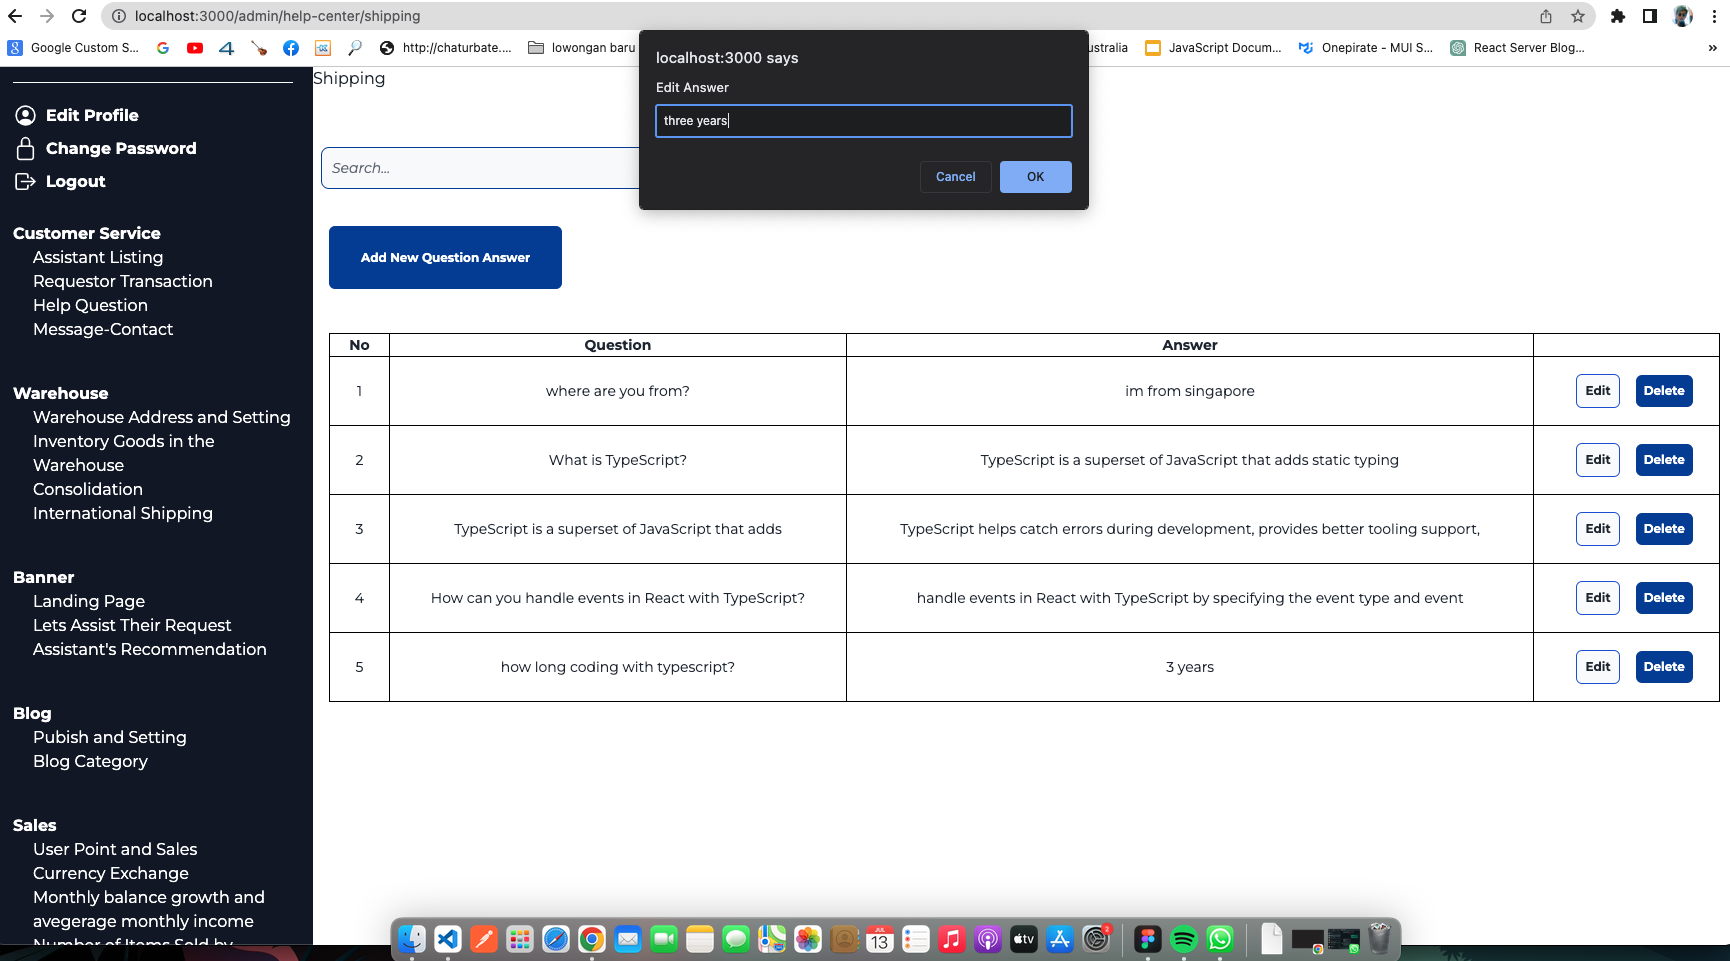 localhost:3000/admin/help-center/shipping
Google Custom S...
http://chaturbate....
lowongan baru
ustralia
JavaScript Docum...
Onepirate - MUI S...
React Server Blog...
»
localhost:3000 says
Edit Answer
three years
Cancel
OK
Edit Profile
Change Password
Logout
Customer Service
Assistant Listing
Requestor Transaction
Help Question
Message-Contact
Warehouse
Warehouse Address and Setting
Inventory Goods in the
Warehouse
Consolidation
International Shipping
Banner
Landing Page
Lets Assist Their Request
Assistant's Recommendation
Blog
Pubish and Setting
Blog Category
Sales
User Point and Sales
Currency Exchange
Monthly balance growth and
avegerage monthly income
Number of Items Sold by
Shipping
Search...
Add New Question Answer
No Question Answer
1 where are you from? im from singapore Edit Delete
2 What is TypeScript? TypeScript is a superset of JavaScript that adds static typing Edit Delete
3 TypeScript is a superset of JavaScript that adds TypeScript helps catch errors during development, provides better tooling support, Edit Delete
4 How can you handle events in React with TypeScript? handle events in React with TypeScript by specifying the event type and event Edit Delete
5 how long coding with typescript? 3 years Edit Delete
JUL
13
tv
2